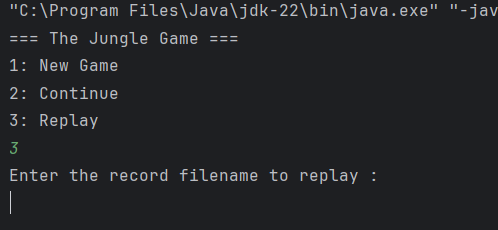 "C:\Program Files\Java\jdk-22\bin\java.exe" "-jav
=== The Jungle Game ===
1: New Game
2: Continue
3: Replay
3
Enter the record filename to replay :